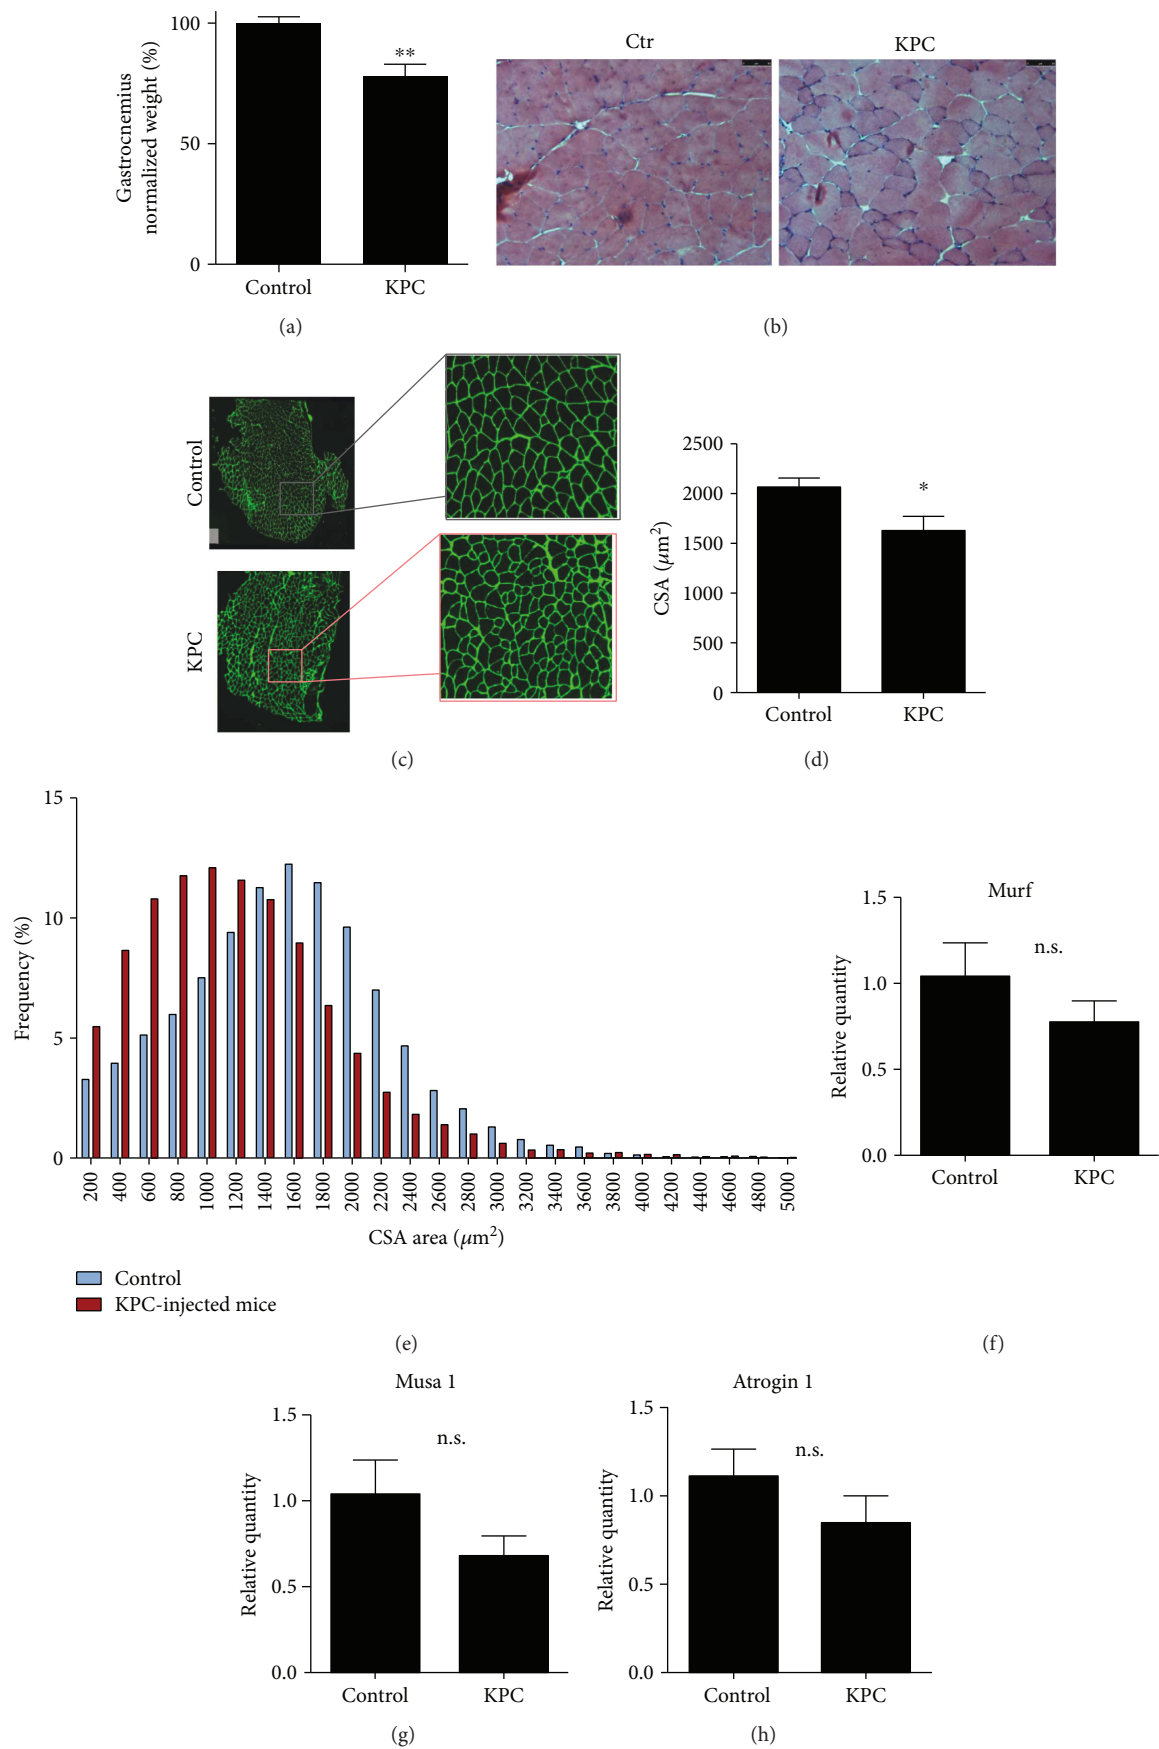 Gastrocnemius
normalized weight (%)
100
50
0
**
Control
KPC
(a)
Ctr
KPC
(b)
Control
KPC
(c)
CSA (μm²)
2500
2000
1500
1000
500
0
*
Control
KPC
(d)
Frequency (%)
15
10
5
0
200
400
600
800
1000
1200
1400
1600
1800
2000
2200
2400
2600
2800
3000
3200
3400
3600
3800
4000
4200
4400
4600
4800
5000
CSA area (μm²)
Control
KPC-injected mice
(e)
Murf
Relative quantity
1.5
1.0
0.5
0.0
n.s.
Control
KPC
(f)
Musa 1
Relative quantity
1.5
1.0
0.5
0.0
n.s.
Control
KPC
(g)
Atrogin 1
Relative quantity
1.5
1.0
0.5
0.0
n.s.
Control
KPC
(h)